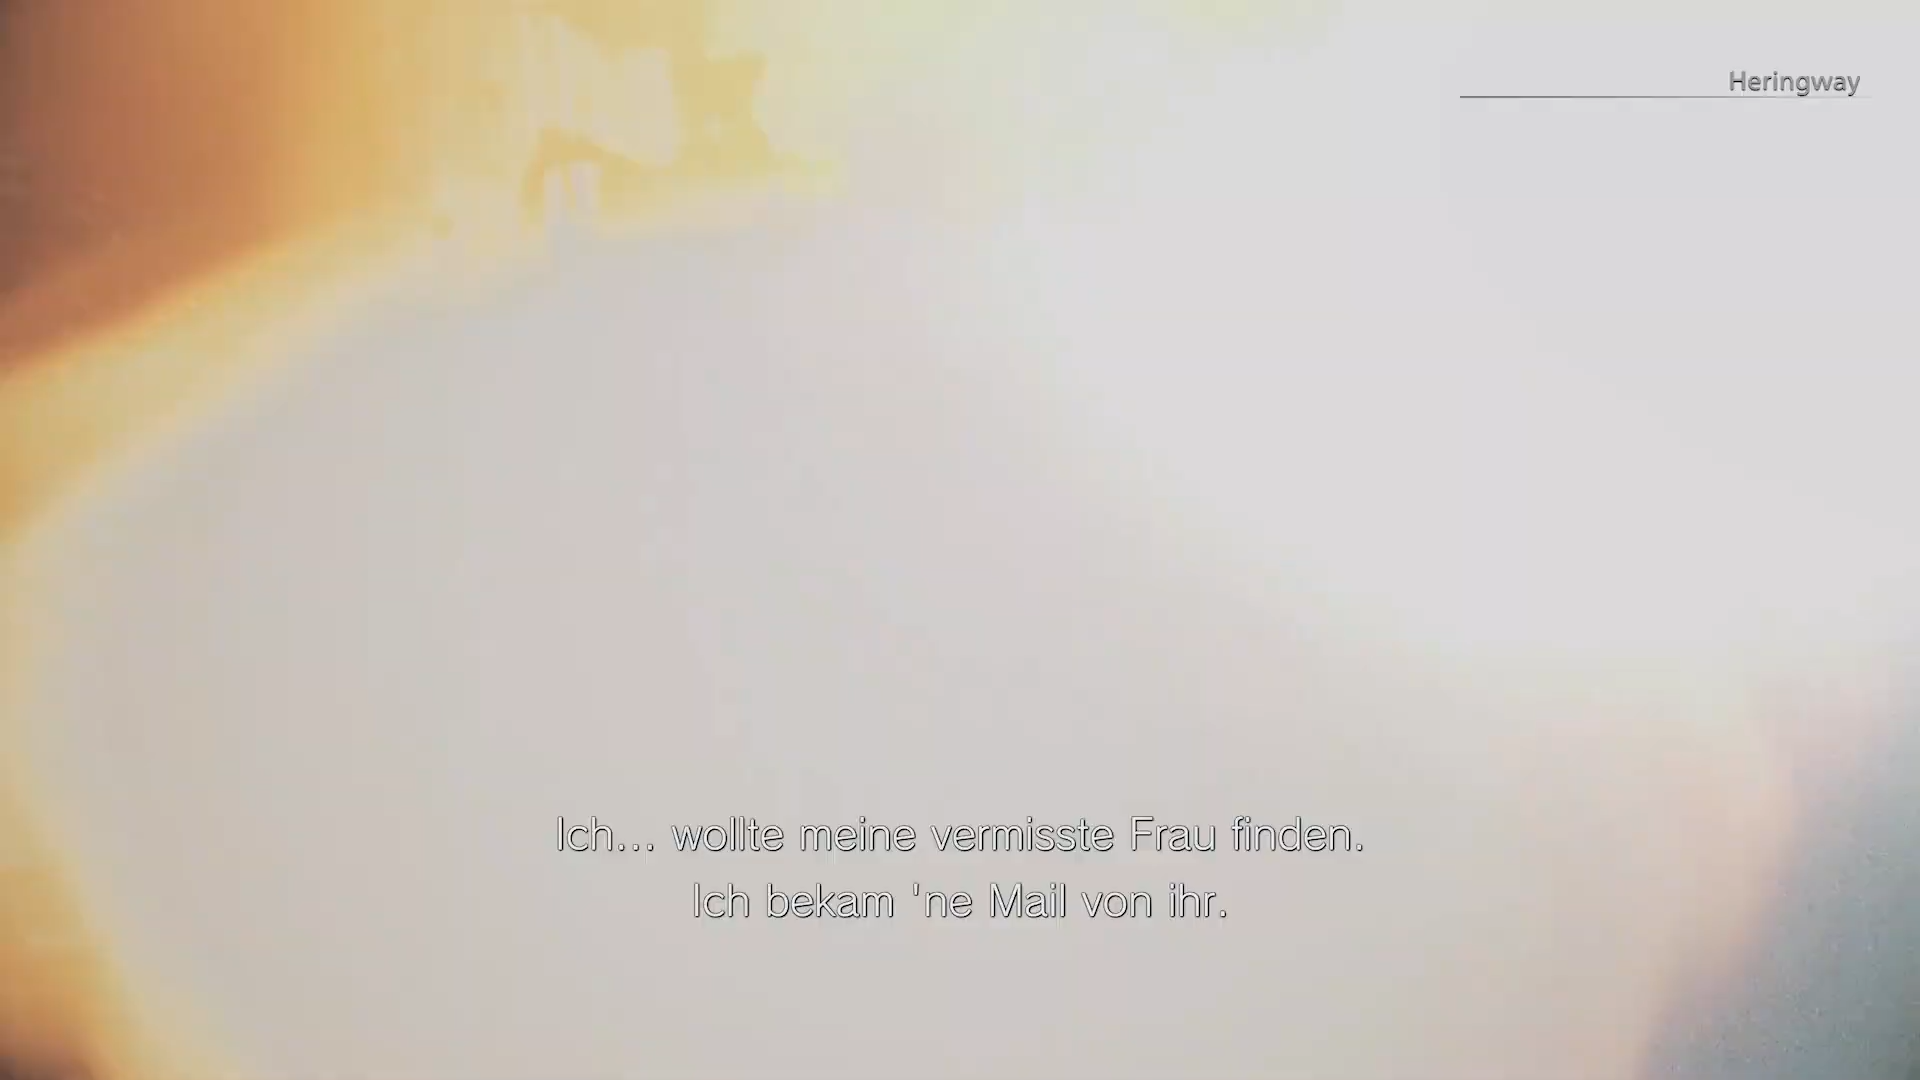 Heringway
Ich... wollte meine vermisste Frau finden.
Ich bekam 'ne Mail von ihr.